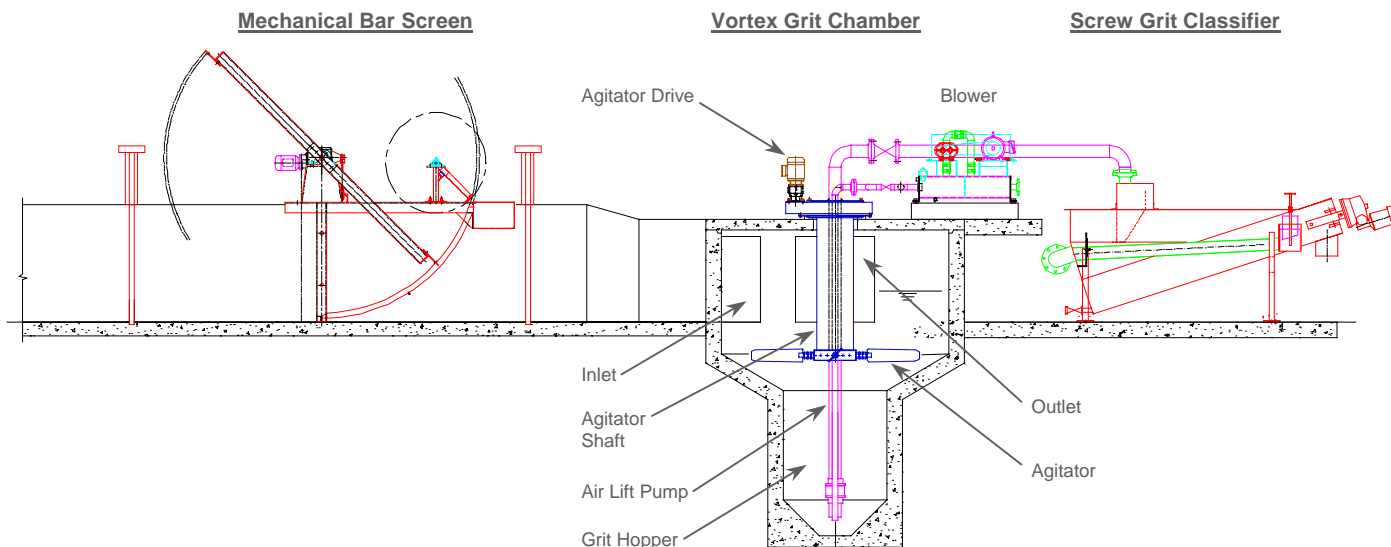 Mechanical Bar Screen
Vortex Grit Chamber
Screw Grit Classifier
Agitator Drive
Blower
Inlet
Outlet
Agitator
Shaft
Agitator
Air Lift Pump
Grit Hopper